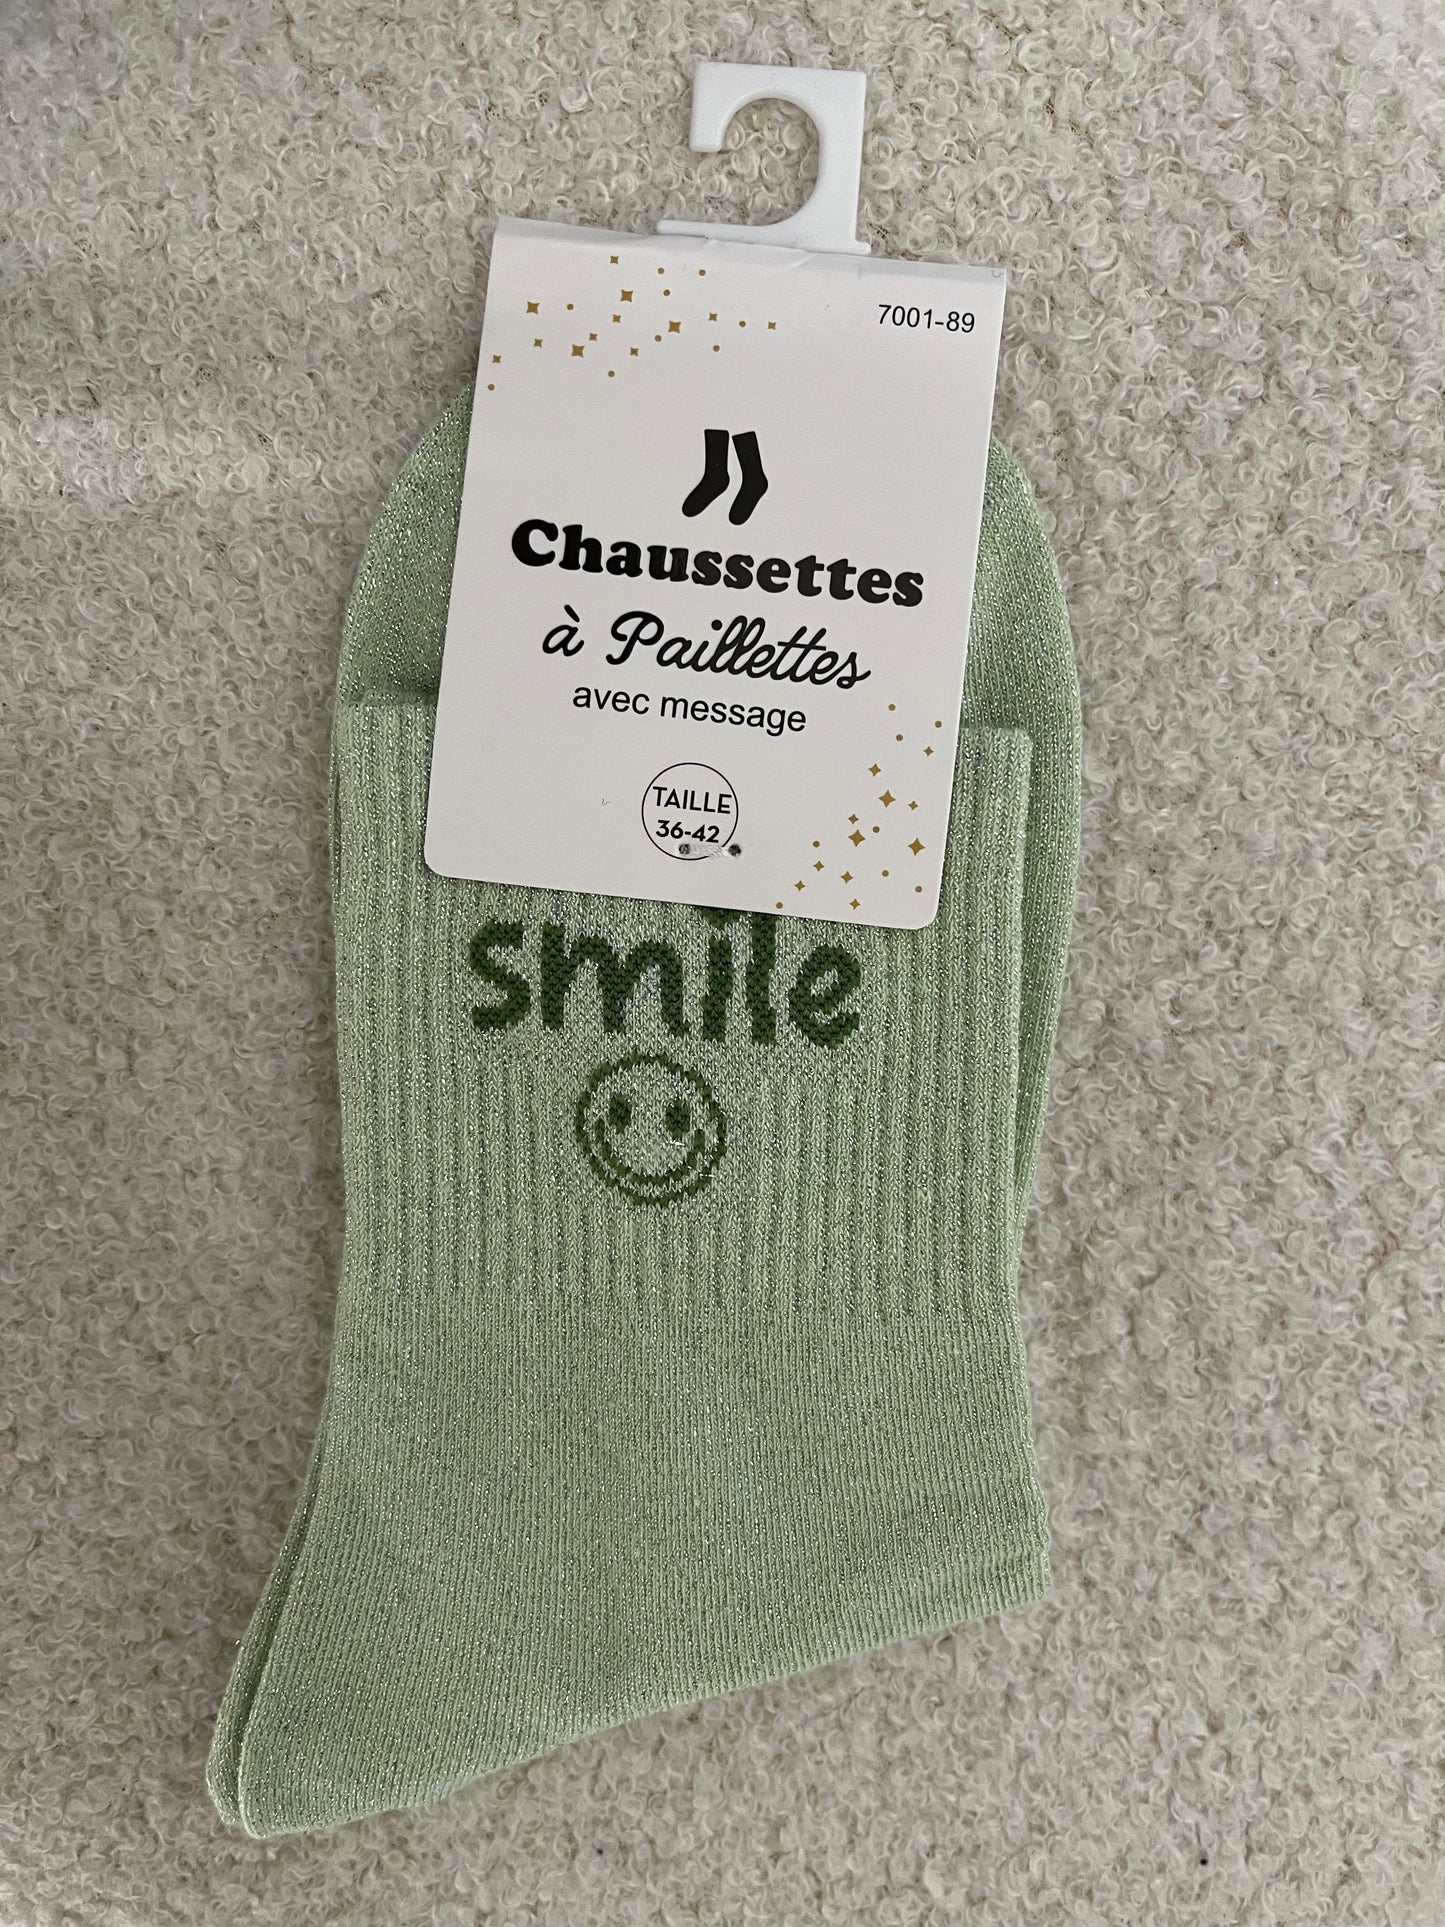 7001-89
Chaussettes
à Paillettes
avec message
TAILLE
36-42
smile